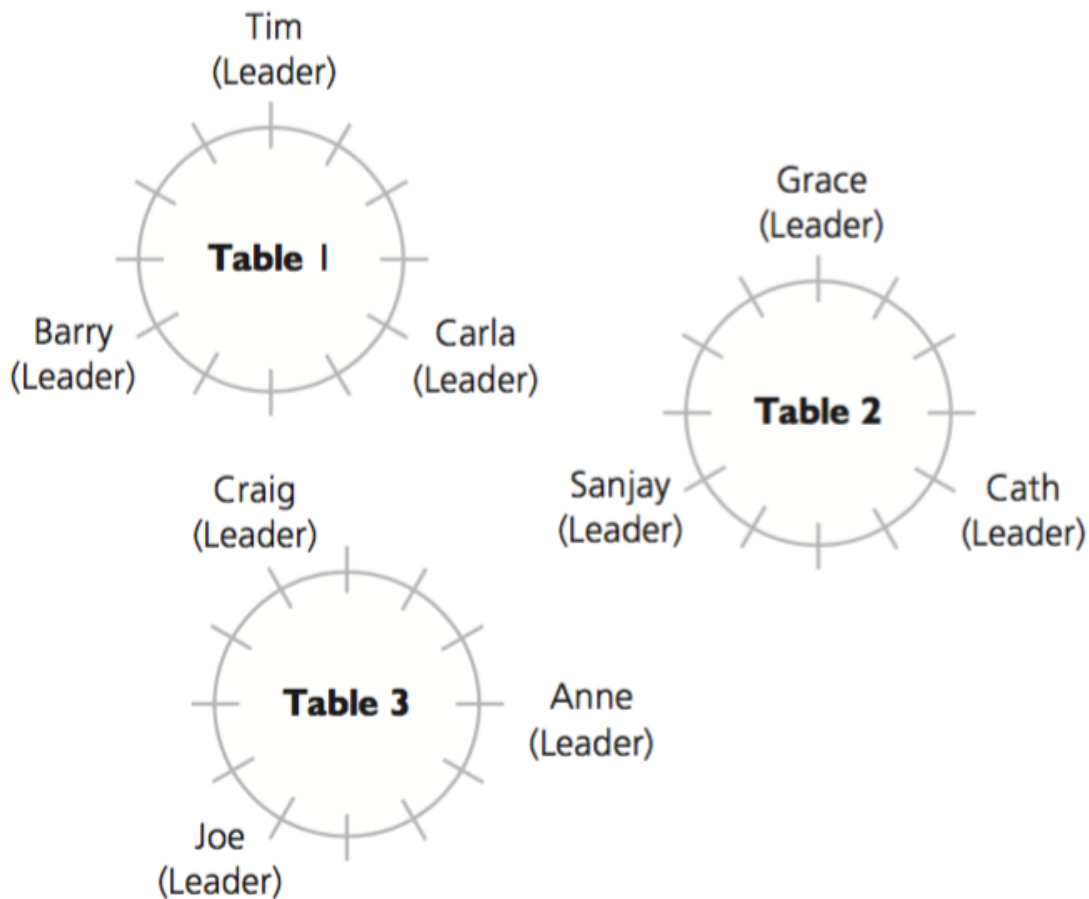 Tim
(Leader)
Table 1
Barry
(Leader)
Carla
(Leader)
Grace
(Leader)
Table 2
Sanjay
(Leader)
Cath
(Leader)
Craig
(Leader)
Table 3
Anne
(Leader)
Joe
(Leader)